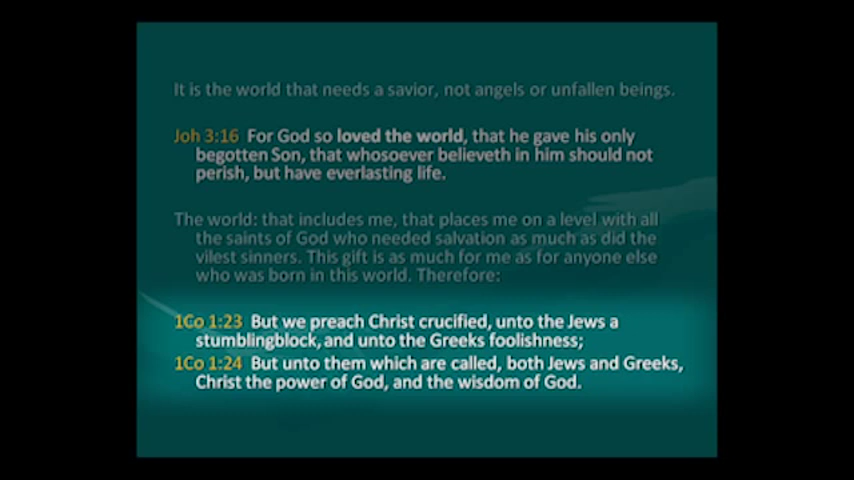 It is the world that needs a savior, not angels or unfallen beings.
Joh 3:16 For God so loved the world, that he gave his only
begotten Son, that whosoever believeth in him should not
perish, but have everlasting life.
The world: that includes me, that places me on a level with all
the saints of God who needed salvation as much as did the
vilest sinners. This gift is as much for me as for anyone else
who was born in this world. Therefore:
1Co 1:23 But we preach Christ crucified, unto the Jews a
stumblingblock, and unto the Greeks foolishness;
1Co 1:24 But unto them which are called, both Jews and Greeks,
Christ the power of God, and the wisdom of God.